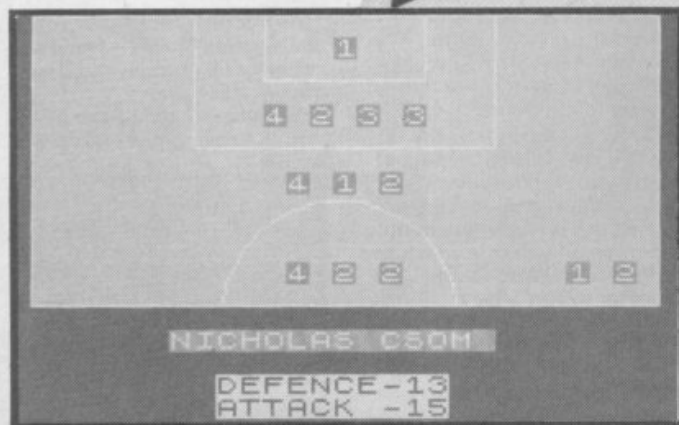 1
4 2 3 3
4 1 2
4 2 2 1 2
NICHOLAS CSOM
DEFENCE-13
ATTACK -15